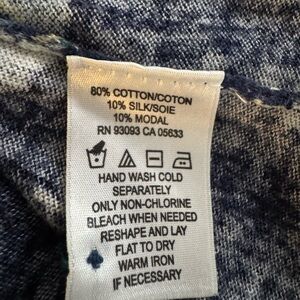 80% COTTON/COTON
10% SILK/SOIE
10% MODAL
RN 93093 CA 05633
HAND WASH COLD
SEPARATELY
ONLY NON-CHLORINE
BLEACH WHEN NEEDED
RESHAPE AND LAY
FLAT TO DRY
WARM IRON
IF NECESSARY